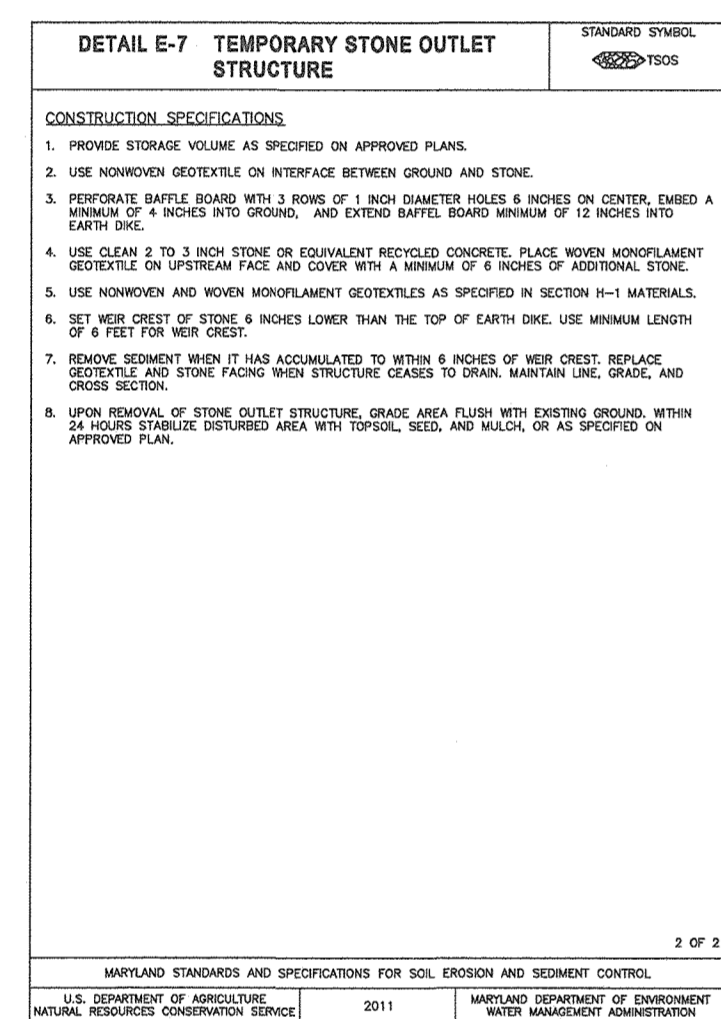 DETAIL E-7 TEMPORARY STONE OUTLET
STRUCTURE
STANDARD SYMBOL
TSOS
CONSTRUCTION SPECIFICATIONS
1. PROVIDE STORAGE VOLUME AS SPECIFIED ON APPROVED PLANS.
2. USE NONWOVEN GEOTEXTILE ON INTERFACE BETWEEN GROUND AND STONE.
3. PERFORATE BAFFLE BOARD WITH 3 ROWS OF 1 INCH DIAMETER HOLES 6 INCHES ON CENTER, EMBED A
MINIMUM OF 4 INCHES INTO GROUND, AND EXTEND BAFFEL BOARD MINIMUM OF 12 INCHES INTO
EARTH DIKE.
4. USE CLEAN 2 TO 3 INCH STONE OR EQUIVALENT RECYCLED CONCRETE. PLACE WOVEN MONOFILAMENT
GEOTEXTILE ON UPSTREAM FACE AND COVER WITH A MINIMUM OF 6 INCHES OF ADDITIONAL STONE.
5. USE NONWOVEN AND WOVEN MONOFILAMENT GEOTEXTILES AS SPECIFIED IN SECTION H-1 MATERIALS.
6. SET WEIR CREST OF STONE 6 INCHES LOWER THAN THE TOP OF EARTH DIKE. USE MINIMUM LENGTH
OF 6 FEET FOR WEIR CREST.
7. REMOVE SEDIMENT WHEN IT HAS ACCUMULATED TO WITHIN 6 INCHES OF WEIR CREST. REPLACE
GEOTEXTILE AND STONE FACING WHEN STRUCTURE CEASES TO DRAIN. MAINTAIN LINE, GRADE, AND
CROSS SECTION.
8. UPON REMOVAL OF STONE OUTLET STRUCTURE, GRADE AREA FLUSH WITH EXISTING GROUND. WITHIN
24 HOURS STABILIZE DISTURBED AREA WITH TOPSOIL, SEED, AND MULCH, OR AS SPECIFIED ON
APPROVED PLAN.
2 OF 2
MARYLAND STANDARDS AND SPECIFICATIONS FOR SOIL EROSION AND SEDIMENT CONTROL
U.S. DEPARTMENT OF AGRICULTURE
NATURAL RESOURCES CONSERVATION SERVICE
2011
MARYLAND DEPARTMENT OF ENVIRONMENT
WATER MANAGEMENT ADMINISTRATION